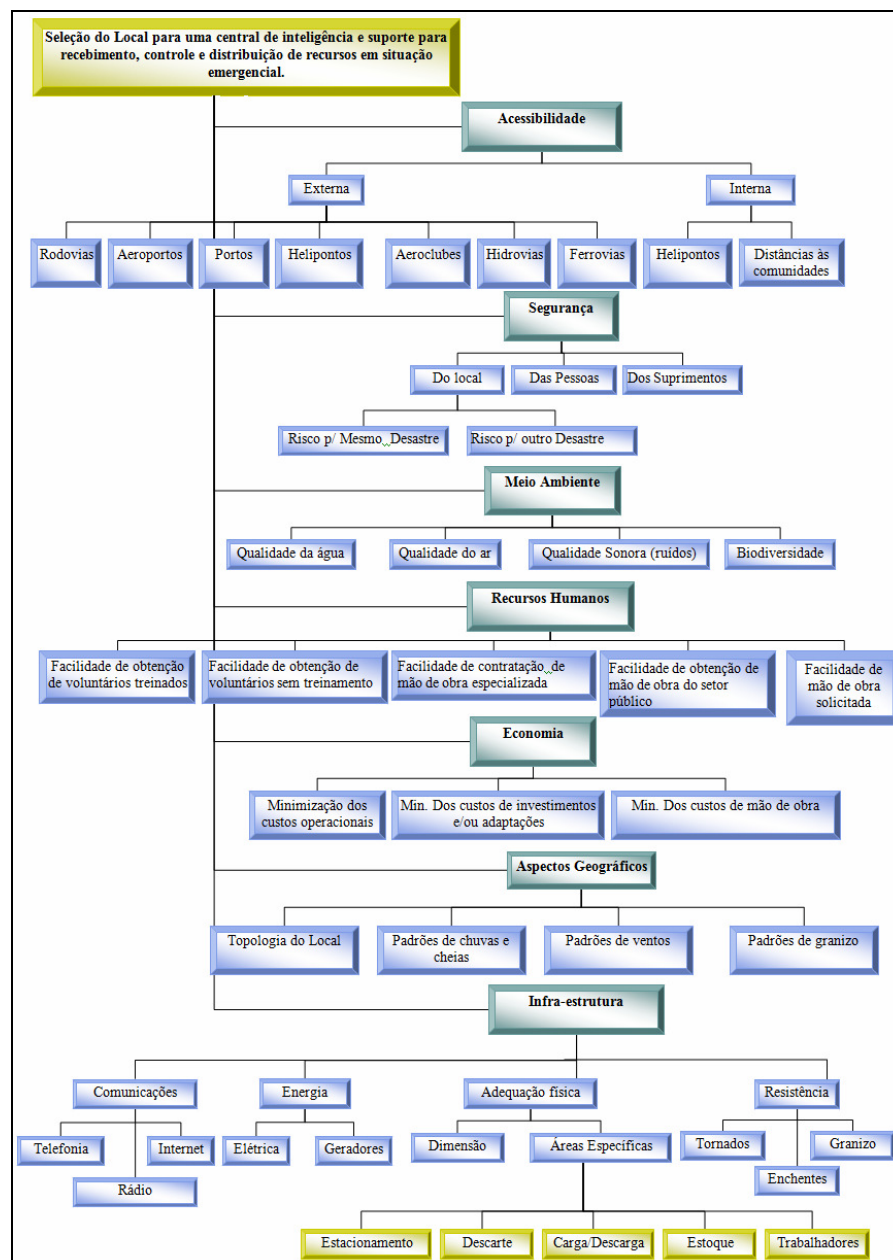 Seleção do Local para uma central de inteligência e suporte para
recebimento, controle e distribuição de recursos em situação
emergencial.
Acessibilidade
Externa
Interna
Rodovias
Aeroportos
Portos
Helipontos
Aeroclubes
Hidrovias
Ferrovias
Helipontos
Distâncias às
comunidades
Segurança
Do local
Das Pessoas
Dos Suprimentos
Risco p/ Mesmo Desastre
Risco p/ outro Desastre
Meio Ambiente
Qualidade da água
Qualidade do ar
Qualidade Sonora (ruídos)
Biodiversidade
Recursos Humanos
Facilidade de obtenção
de voluntários treinados
Facilidade de obtenção de
voluntários sem treinamento
Facilidade de contratação de
mão de obra especializada
Facilidade de obtenção de
mão de obra do setor
público
Facilidade de
mão de obra
solicitada
Economia
Minimização dos
custos operacionais
Min. Dos custos de investimentos
e/ou adaptações
Min. Dos custos de mão de obra
Aspectos Geográficos
Topologia do Local
Padrões de chuvas e
cheias
Padrões de ventos
Padrões de granizo
Infra-estrutura
Comunicações
Energia
Adequação física
Resistência
Telefonia
Internet
Rádio
Elétrica
Geradores
Dimensão
Áreas Específicas
Tornados
Granizo
Enchentes
Estacionamento
Descarte
Carga/Descarga
Estoque
Trabalhadores